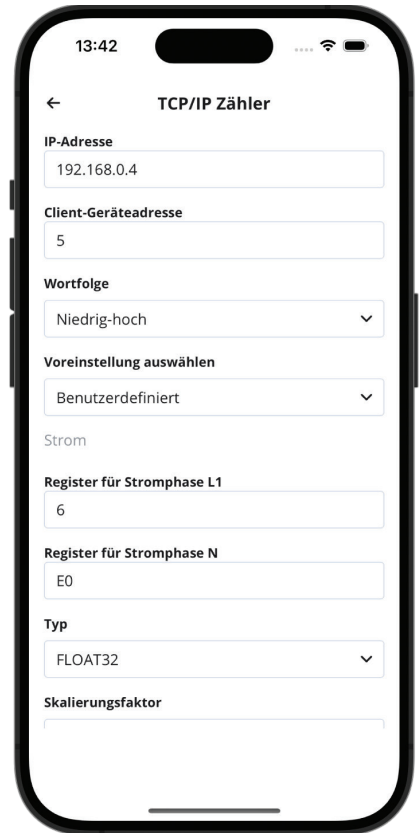 13:42
TCP/IP Zähler
IP-Adresse
192.168.0.4
Client-Geräteadresse
5
Wortfolge
Niedrig-hoch
Voreinstellung auswählen
Benutzerdefiniert
Strom
Register für Stromphase L1
6
Register für Stromphase N
E0
Typ
FLOAT32
Skalierungsfaktor